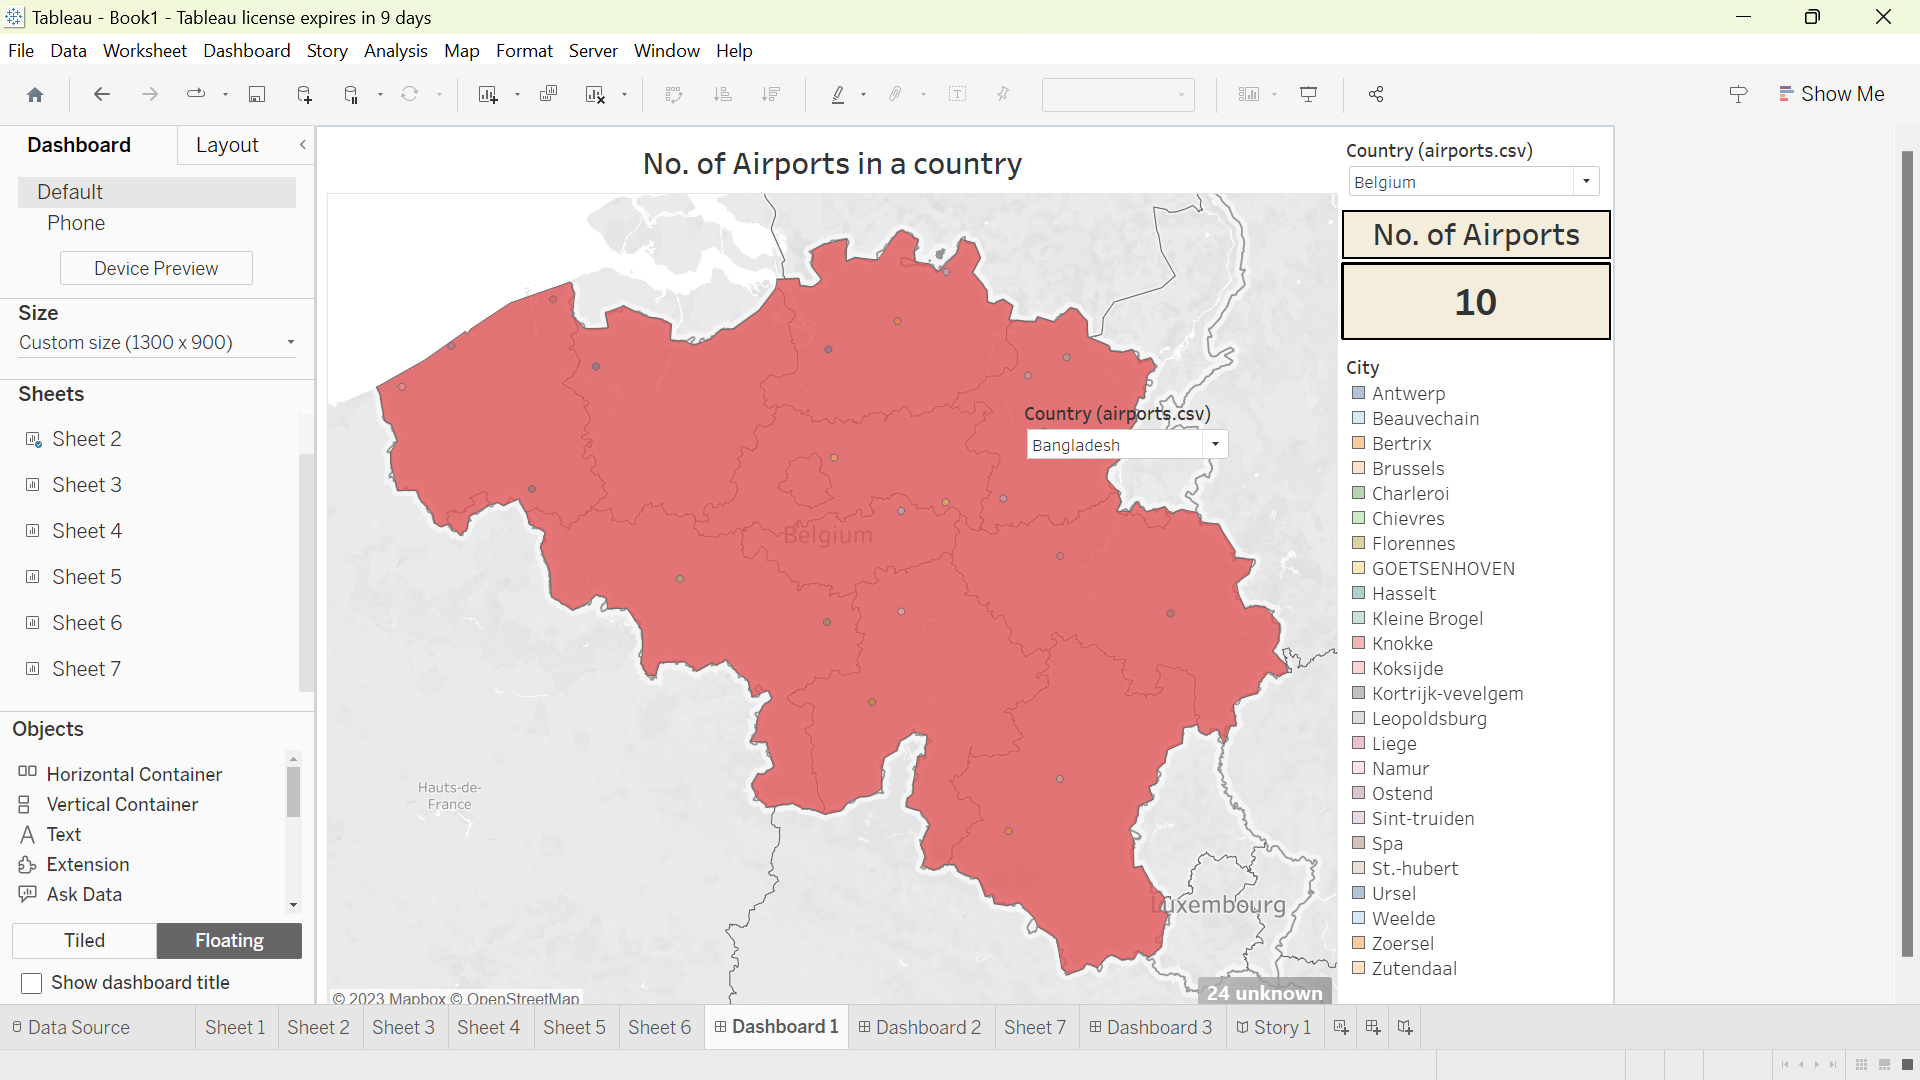 Tableau - Book1 - Tableau license expires in 9 days
File Data Worksheet Dashboard Story Analysis Map Format Server Window Help
Show Me
Dashboard
Layout
Default
Phone
Device Preview
Size
Custom size (1300 x 900)
Sheets
Sheet 2
Sheet 3
Sheet 4
Sheet 5
Sheet 6
Sheet 7
Objects
Horizontal Container
Vertical Container
Text
Extension
Ask Data
Tiled
Floating
Show dashboard title
No. of Airports in a country
Country (airports.csv)
Bangladesh
Belgium
Hauts-de-
France
Luxembourg
24 unknown
© 2023 Mapbox © OpenStreetMap
Country (airports.csv)
Belgium
No. of Airports
10
City
Antwerp
Beauvechain
Bertrix
Brussels
Charleroi
Chievres
Florennes
GOETSENHOVEN
Hasselt
Kleine Brogel
Knokke
Koksijde
Kortrijk-vevelgem
Leopoldsburg
Liege
Namur
Ostend
Sint-truiden
Spa
St.-hubert
Ursel
Weelde
Zoersel
Zutendaal
Data Source
Sheet 1
Sheet 2
Sheet 3
Sheet 4
Sheet 5
Sheet 6
Dashboard 1
Dashboard 2
Sheet 7
Dashboard 3
Story 1